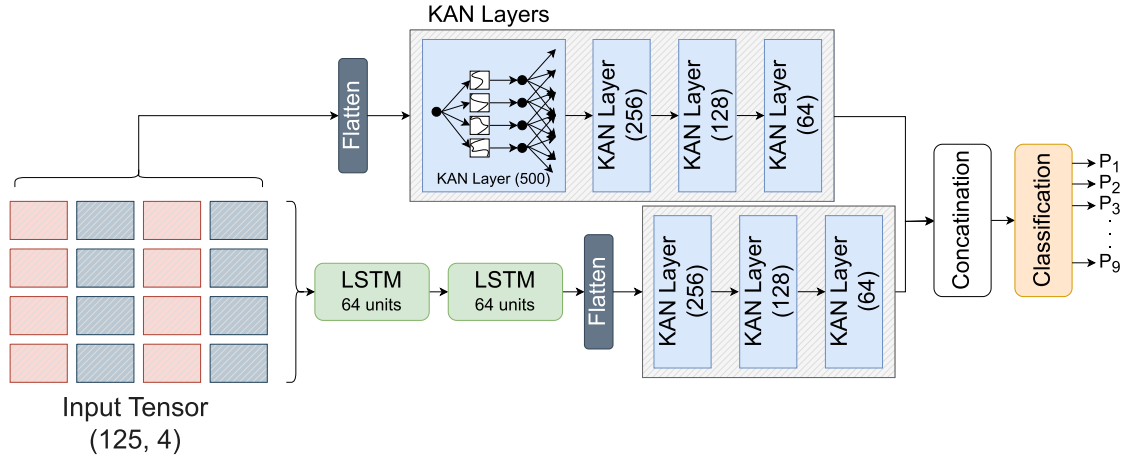 KAN Layers
Flatten
KAN Layer (500)
KAN Layer
(256)
KAN Layer
(128)
KAN Layer
(64)
LSTM
64 units
LSTM
64 units
Flatten
KAN Layer
(256)
KAN Layer
(128)
KAN Layer
(64)
Concatination
Classification
P1
P2
P3
.
.
.
.
P9
Input Tensor
(125, 4)